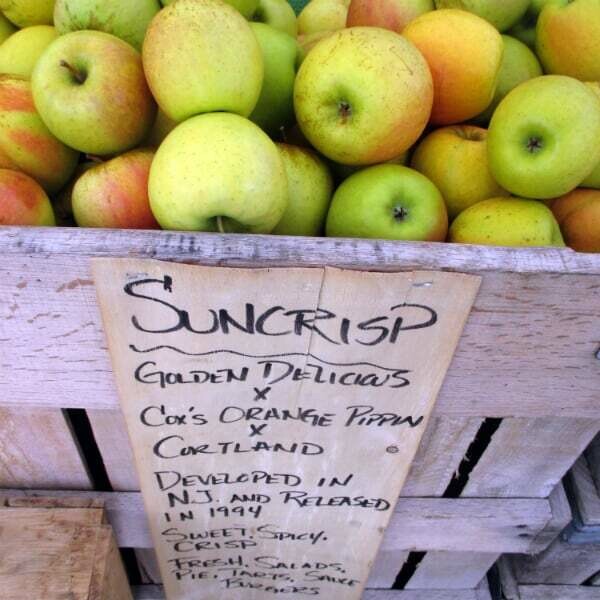 SUNCRISP
GOLDEN DELICIOUS
X
COX'S ORANGE PIPPIN
X
CORTLAND
DEVELOPED IN
N.J. AND RELEASED
IN 1994
SWEET, SPICY,
CRISP
FRESH, SALADS,
PIE, TARTS, SAUCE